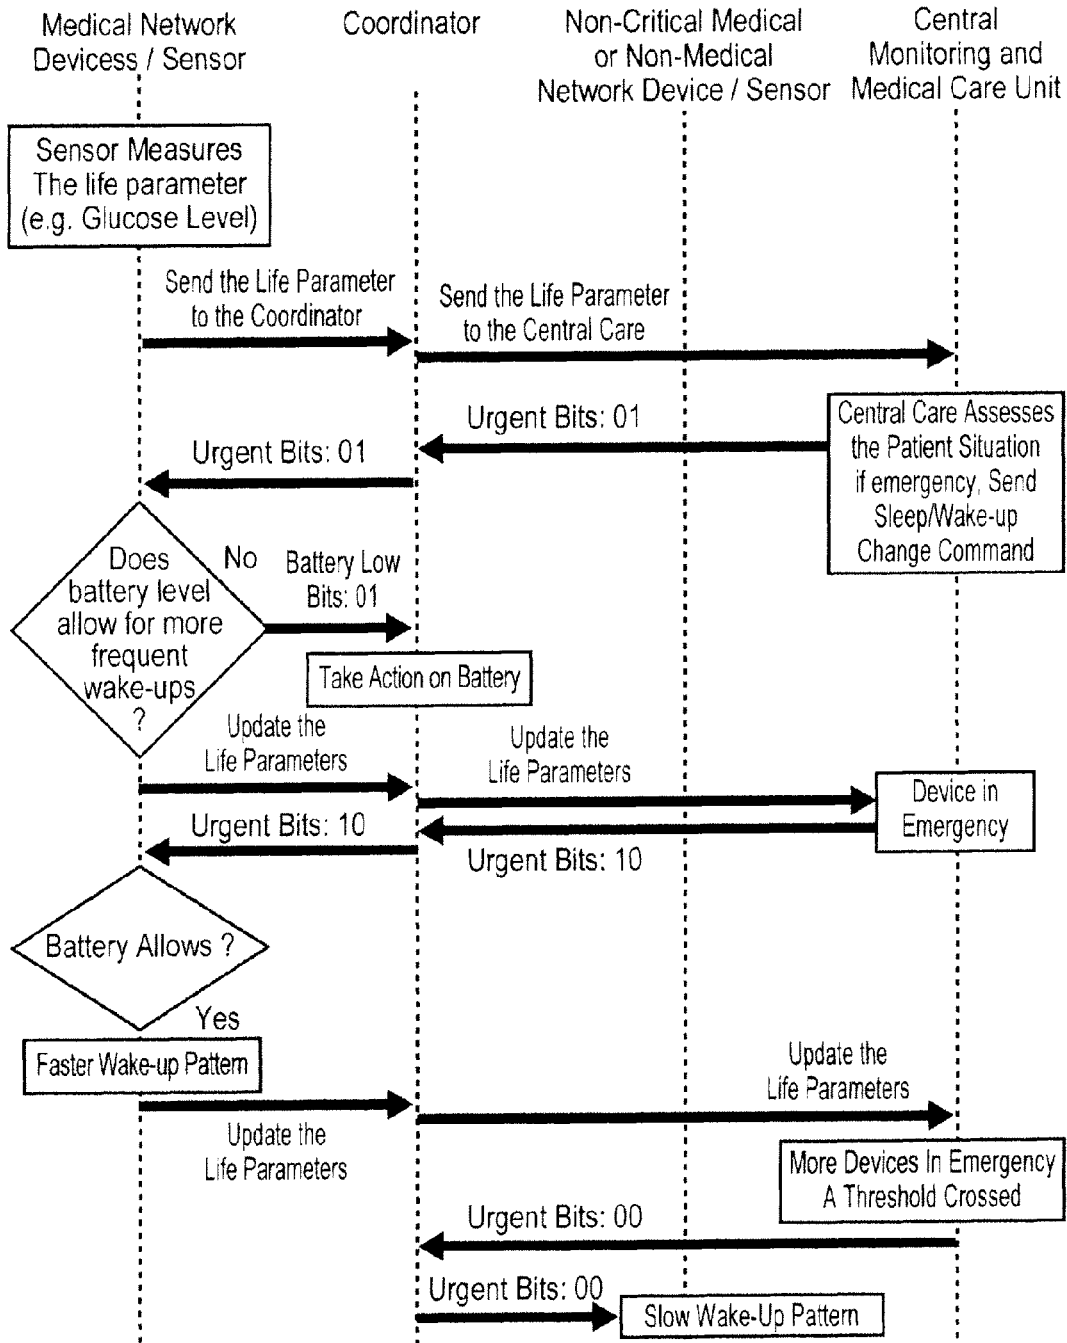 Medical Network
Devicess / Sensor
Coordinator
Non-Critical Medical
or Non-Medical
Network Device / Sensor
Central
Monitoring and
Medical Care Unit
Sensor Measures
The life parameter
(e.g. Glucose Level)
Send the Life Parameter
to the Coordinator
Send the Life Parameter
to the Central Care
Central Care Assesses
the Patient Situation
if emergency, Send
Sleep/Wake-up
Change Command
Urgent Bits: 01
Urgent Bits: 01
Does
battery level
allow for more
frequent
wake-ups
?
No
Battery Low
Bits: 01
Take Action on Battery
Update the
Life Parameters
Update the
Life Parameters
Device in
Emergency
Urgent Bits: 10
Urgent Bits: 10
Battery Allows ?
Yes
Faster Wake-up Pattern
Update the
Life Parameters
Update the
Life Parameters
More Devices In Emergency
A Threshold Crossed
Urgent Bits: 00
Urgent Bits: 00
Slow Wake-Up Pattern